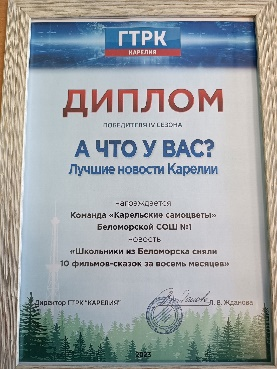 ГТРК
КАРЕЛИЯ
ДИПЛОМ
ПОБЕДИТЕЛЯ IV СЕЗОНА
А ЧТО У ВАС?
Лучшие новости Карелии
награждается
Команда «Карельские самоцветы»
Беломорской СОШ №1
новость
«Школьники из Беломорска сняли
10 фильмов-сказок за восемь месяцев»
Директор ГТРК "КАРЕЛИЯ" Л. В. Жданова
2023